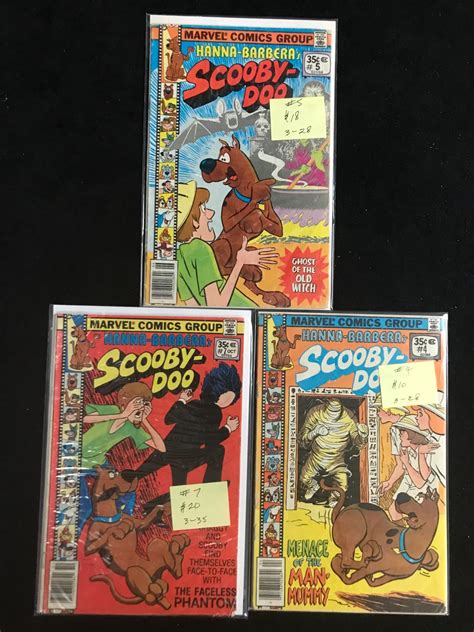 MARVEL COMICS GROUP
35¢
#5
HANNA-BARBERA's
SCOOBY-
DOO
#5
$18
3-28
GHOST
OF THE
OLD
WITCH
MARVEL COMICS GROUP
35¢
#7 OCT
HANNA-BARBERA's
SCOOBY-
DOO
#7
$20
3-35
AND
SCOOBY
FIND
THEMSELVES
FACE-TO-FACE
WITH
THE FACELESS
PHANTOM
MARVEL COMICS GROUP
35¢
#4
HANNA-BARBERA's
SCOOBY-
DOO
#4
$10
3-28
MENACE
OF THE
MAN-
MUMMY